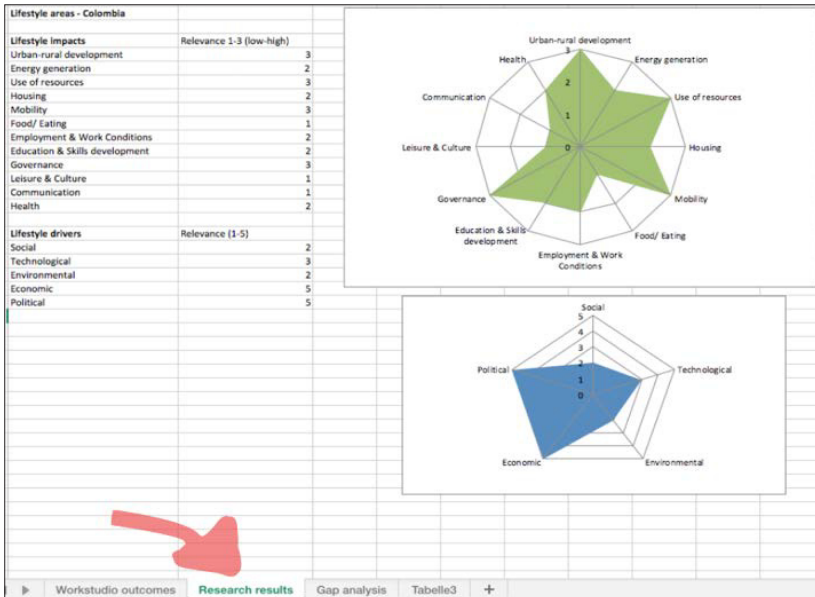 Lifestyle areas - Colombia
Lifestyle impacts Relevance 1-3 (low-high)
Urban-rural development 3
Energy generation 2
Use of resources 3
Housing 2
Mobility 3
Food/ Eating 1
Employment & Work Conditions 2
Education & Skills development 2
Governance 3
Leisure & Culture 1
Communication 1
Health 2
Lifestyle drivers Relevance (1-5)
Social 2
Technological 3
Environmental 2
Economic 5
Political 5
Urban-rural development
3
Health
Energy generation
2
Communication
Use of resources
1
Leisure & Culture
0
Housing
Governance
Mobility
Education & Skills
development
Food/ Eating
Employment & Work
Conditions
Social
5
4
3
2
1
0
Political
Technological
Economic
Environmental
Workstudio outcomes Research results Gap analysis Tabelle3 +